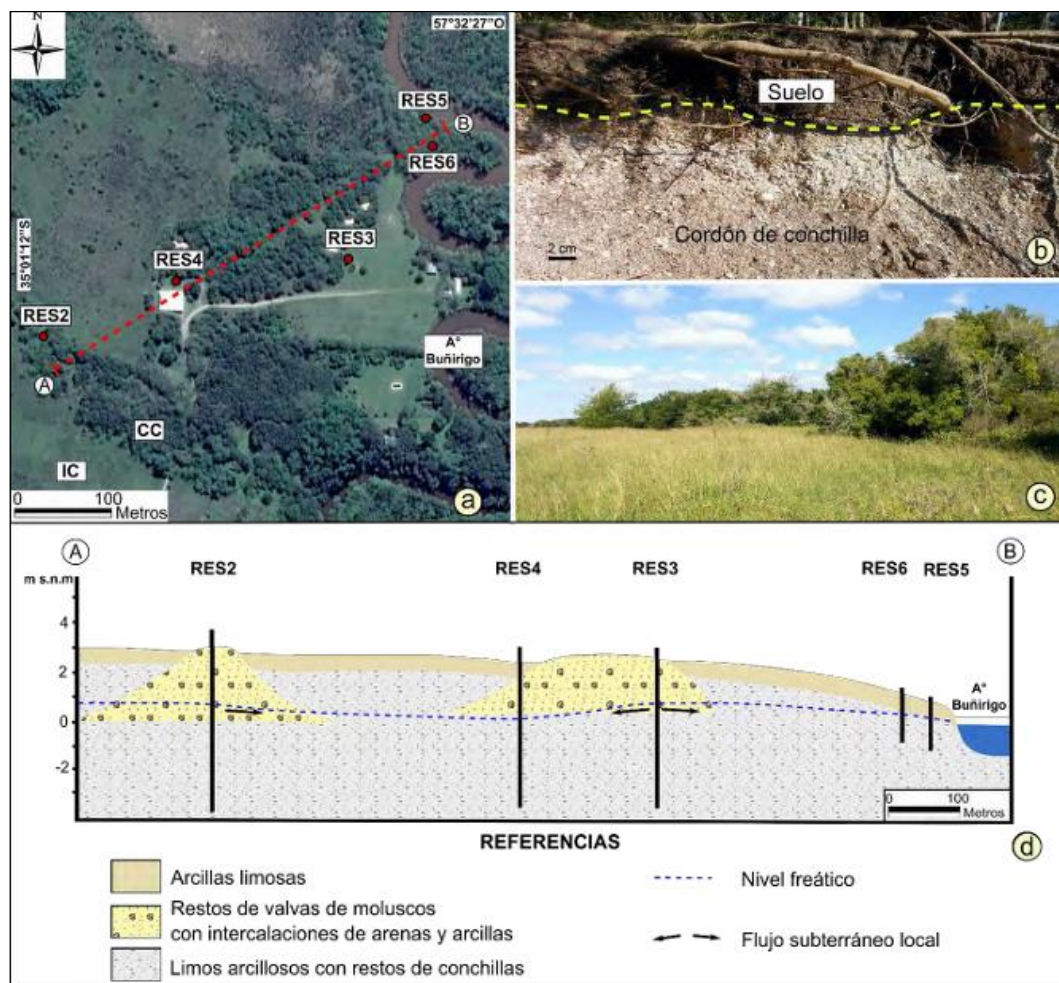 N
57°32'27"O
RES5
B
RES6
35°01'12"S
RES3
RES4
RES2
A
A°
Buñirigo
CC
IC
100
Metros
a
Suelo
Cordón de conchilla
2 cm
b
c
A
B
RES2
RES4
RES3
RES6
RES5
m s.n.m
4
2
0
-2
A°
Buñirigo
100
Metros
REFERENCIAS
d
Arcillas limosas
Restos de valvas de moluscos
con intercalaciones de arenas y arcillas
Limos arcillosos con restos de conchillas
Nivel freático
Flujo subterráneo local